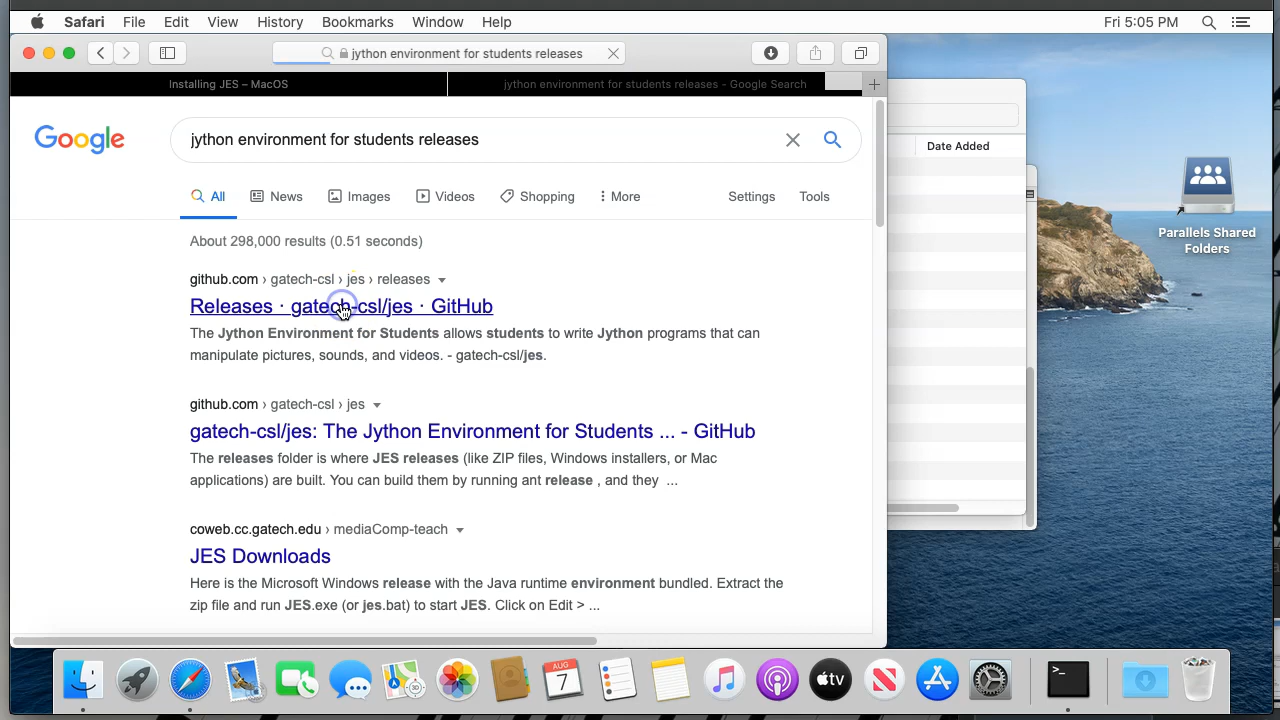 Safari File Edit View History Bookmarks Window Help Fri 5:05 PM
jython environment for students releases
Installing JES – MacOS
jython environment for students releases - Google Search
Google
jython environment for students releases
All News Images Videos Shopping More Settings Tools
About 298,000 results (0.51 seconds)
github.com › gatech-csl › jes › releases
Releases · gatech-csl/jes · GitHub
The Jython Environment for Students allows students to write Jython programs that can
manipulate pictures, sounds, and videos. - gatech-csl/jes.
github.com › gatech-csl › jes
gatech-csl/jes: The Jython Environment for Students ... - GitHub
The releases folder is where JES releases (like ZIP files, Windows installers, or Mac
applications) are built. You can build them by running ant release , and they ...
coweb.cc.gatech.edu › mediaComp-teach
JES Downloads
Here is the Microsoft Windows release with the Java runtime environment bundled. Extract the
zip file and run JES.exe (or jes.bat) to start JES. Click on Edit > ...
Date Added
Parallels Shared
Folders
AUG
7
tv